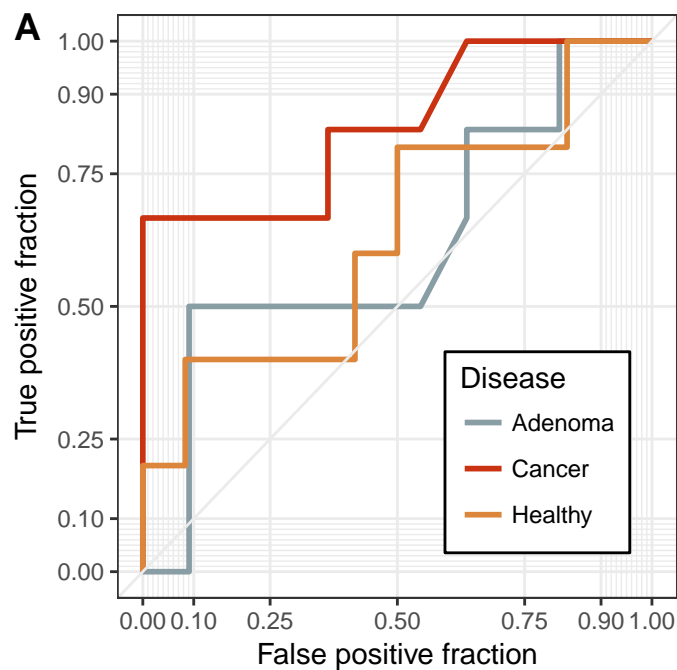 A
1.00
0.90
0.75
0.50
0.25
0.10
0.00
True positive fraction
Disease
Adenoma
Cancer
Healthy
0.00 0.10 0.25 0.50 0.75 0.90 1.00
False positive fraction